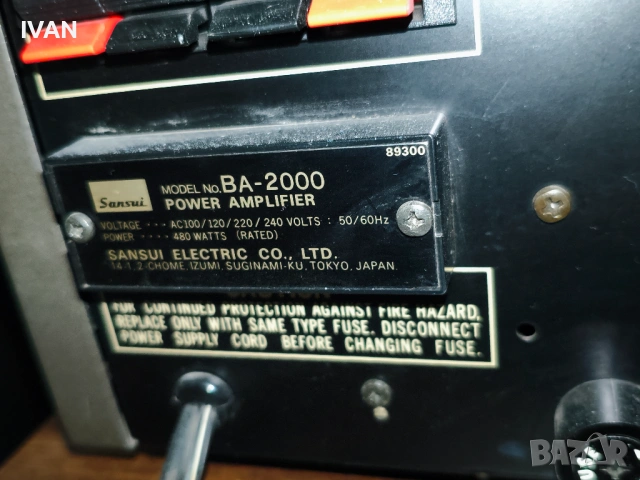 IVAN
89300
Sansui
MODEL No. BA-2000
POWER AMPLIFIER
VOLTAGE --- AC100/120/220/240 VOLTS : 50/60Hz
POWER ---- 480 WATTS (RATED)
SANSUI ELECTRIC CO., LTD.
14-1, 2-CHOME, IZUMI, SUGINAMI-KU, TOKYO, JAPAN
CAUTION
FOR CONTINUED PROTECTION AGAINST FIRE HAZARD,
REPLACE ONLY WITH SAME TYPE FUSE. DISCONNECT
POWER SUPPLY CORD BEFORE CHANGING FUSE.
BAZAR